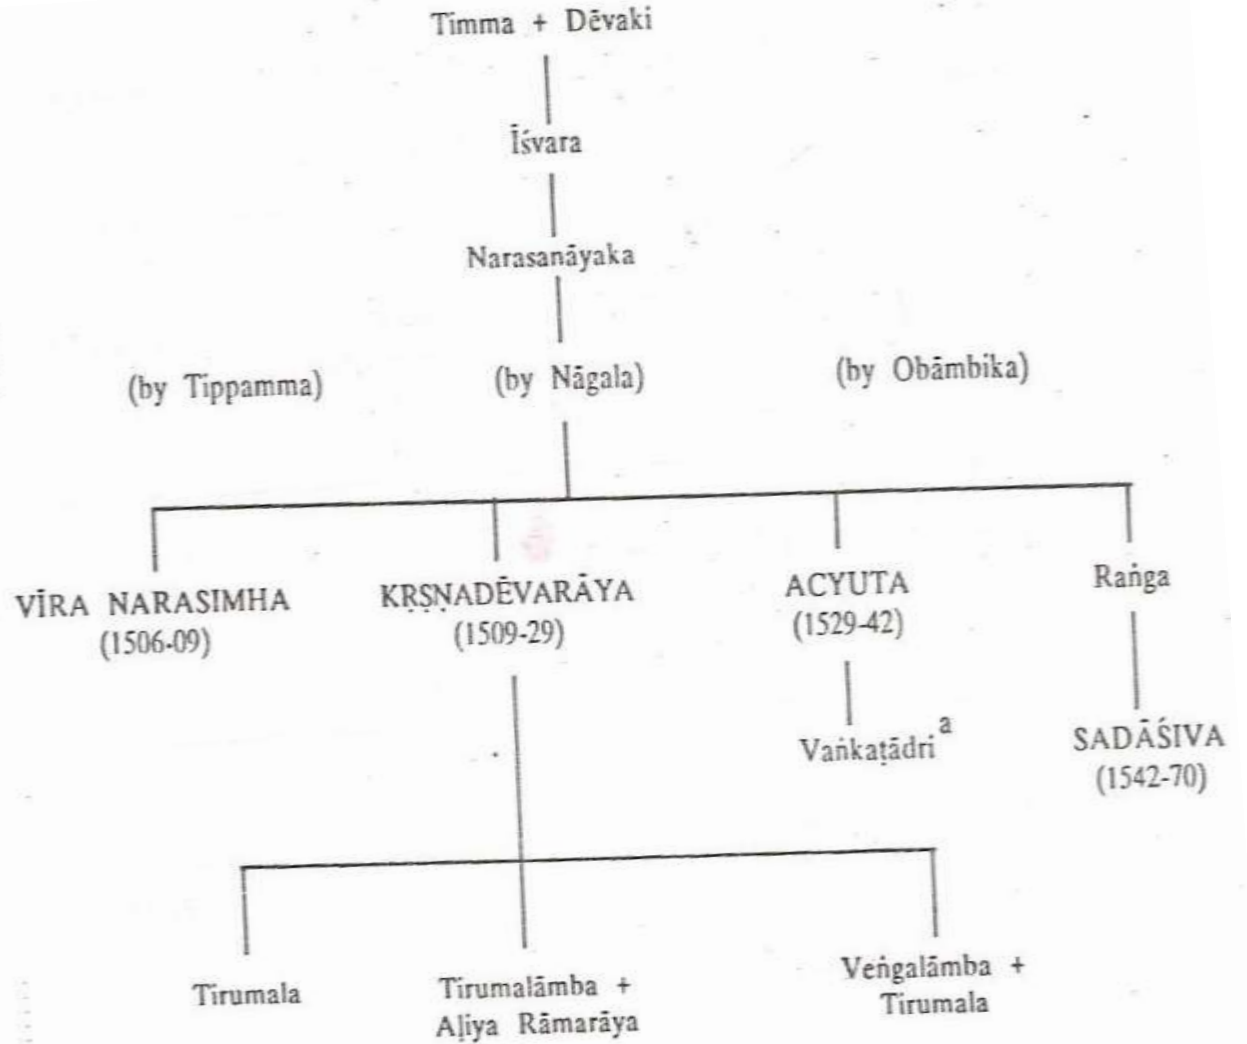 Timma + Dēvaki
Īśvara
Narasanāyaka
(by Tippamma) (by Nāgala) (by Obāmbika)
VĪRA NARASIMHA KṚṢṆADĒVARĀYA ACYUTA Raṅga
(1506-09) (1509-29) (1529-42)
Vaṅkaṭādri a SADĀŚIVA
(1542-70)
Tirumala Tirumalāmba + Veṅgalāmba +
Aḷiya Rāmarāya Tirumala